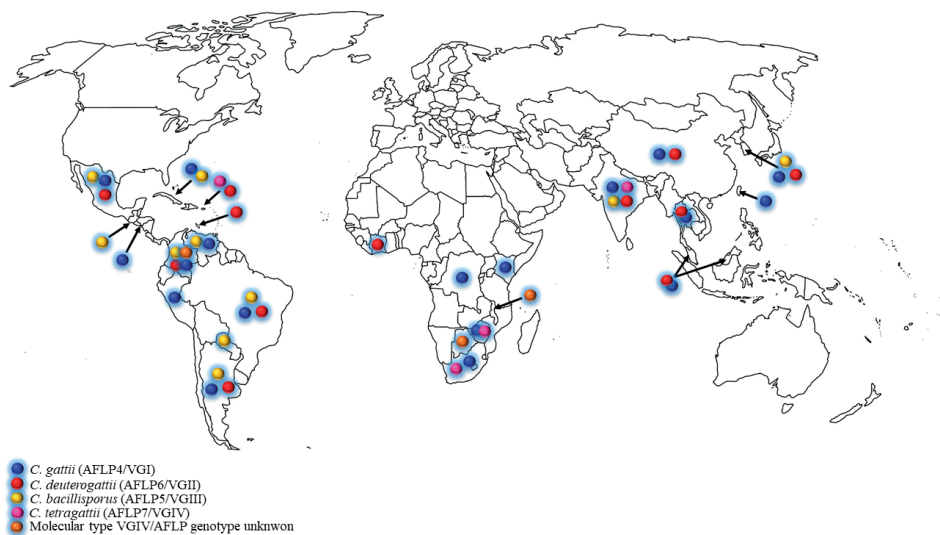 C. gattii (AFLP4/VGI)
C. deuterogattii (AFLP6/VGII)
C. bacillisporus (AFLP5/VGIII)
C. tetragattii (AFLP7/VGIV)
Molecular type VGIV/AFLP genotype unknwon